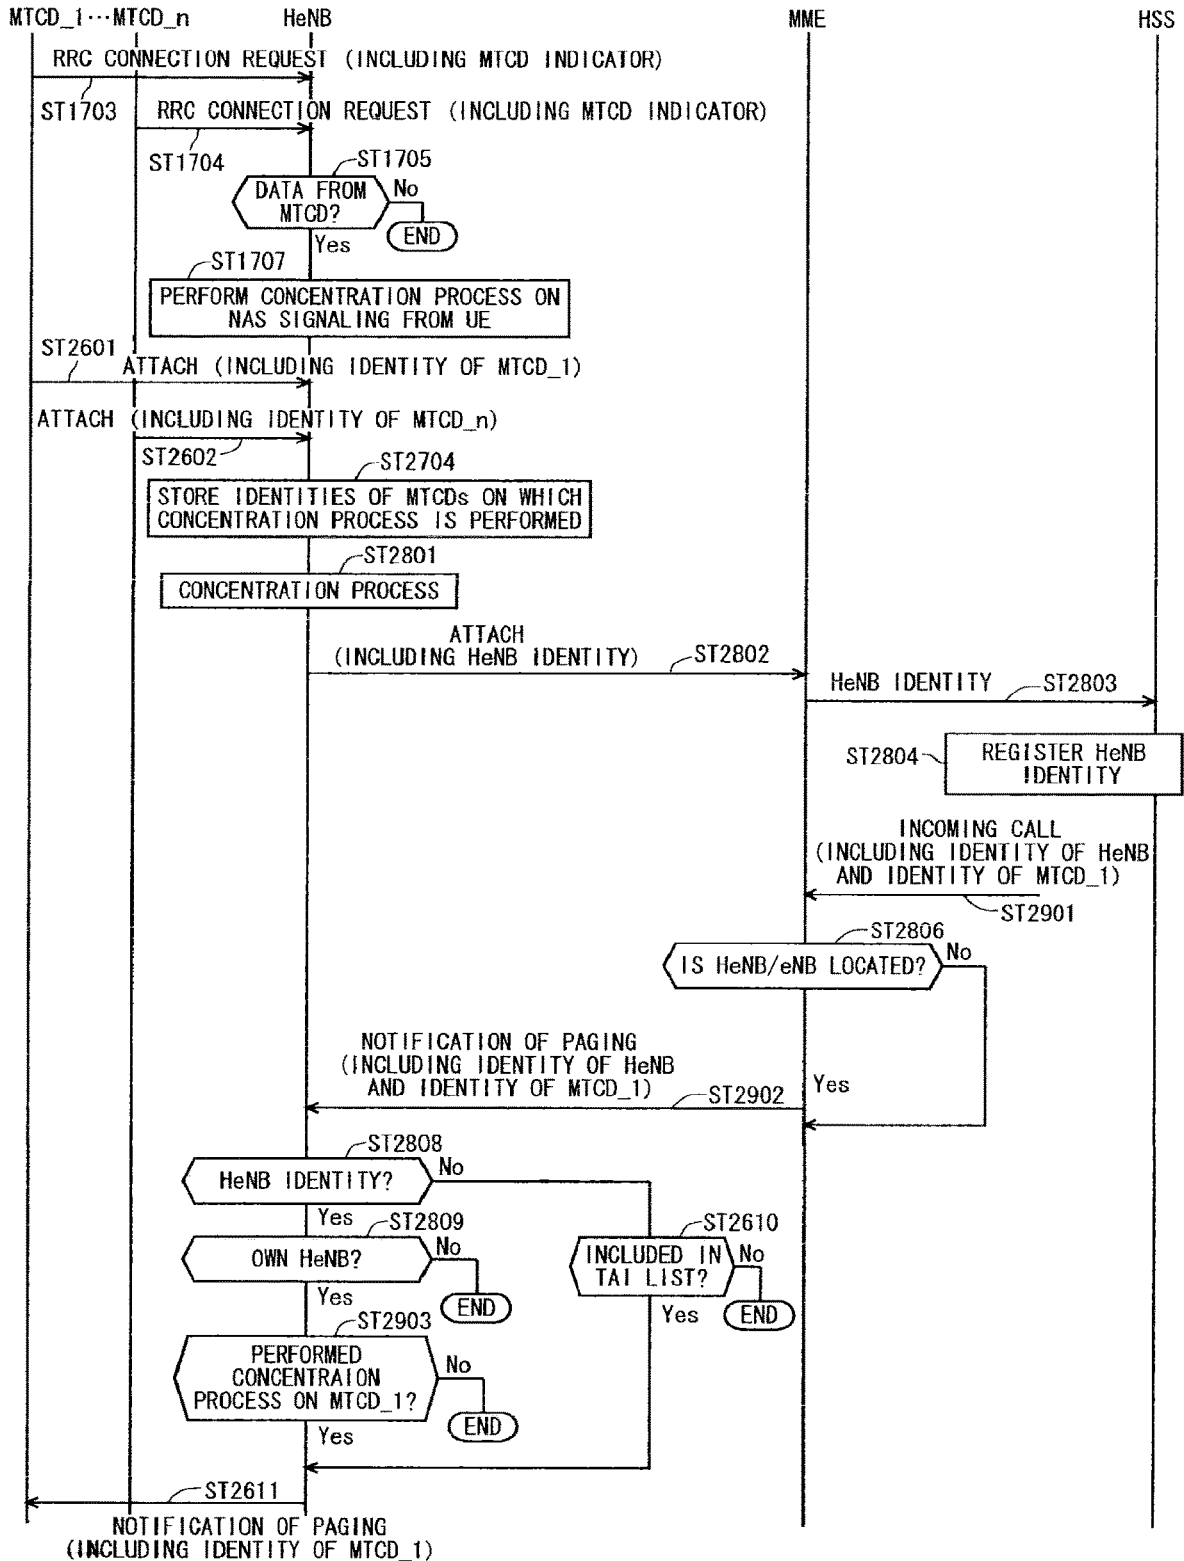 MTCD_1···MTCD_n HeNB MME HSS
RRC CONNECTION REQUEST (INCLUDING MTCD INDICATOR)
ST1703
RRC CONNECTION REQUEST (INCLUDING MTCD INDICATOR)
ST1704
ST1705
DATA FROM
MTCD?
No
END
Yes
ST1707
PERFORM CONCENTRATION PROCESS ON
NAS SIGNALING FROM UE
ST2601
ATTACH (INCLUDING IDENTITY OF MTCD_1)
ATTACH (INCLUDING IDENTITY OF MTCD_n)
ST2602
ST2704
STORE IDENTITIES OF MTCDs ON WHICH
CONCENTRATION PROCESS IS PERFORMED
ST2801
CONCENTRATION PROCESS
ATTACH
(INCLUDING HeNB IDENTITY)
ST2802
HeNB IDENTITY
ST2803
ST2804
REGISTER HeNB
IDENTITY
INCOMING CALL
(INCLUDING IDENTITY OF HeNB
AND IDENTITY OF MTCD_1)
ST2901
ST2806
IS HeNB/eNB LOCATED?
No
NOTIFICATION OF PAGING
(INCLUDING IDENTITY OF HeNB
AND IDENTITY OF MTCD_1)
ST2902
Yes
ST2808
HeNB IDENTITY?
No
Yes
ST2809
OWN HeNB?
No
END
Yes
ST2610
INCLUDED IN
TAI LIST?
No
END
Yes
ST2903
PERFORMED
CONCENTRAION
PROCESS ON MTCD_1?
No
END
Yes
ST2611
NOTIFICATION OF PAGING
(INCLUDING IDENTITY OF MTCD_1)